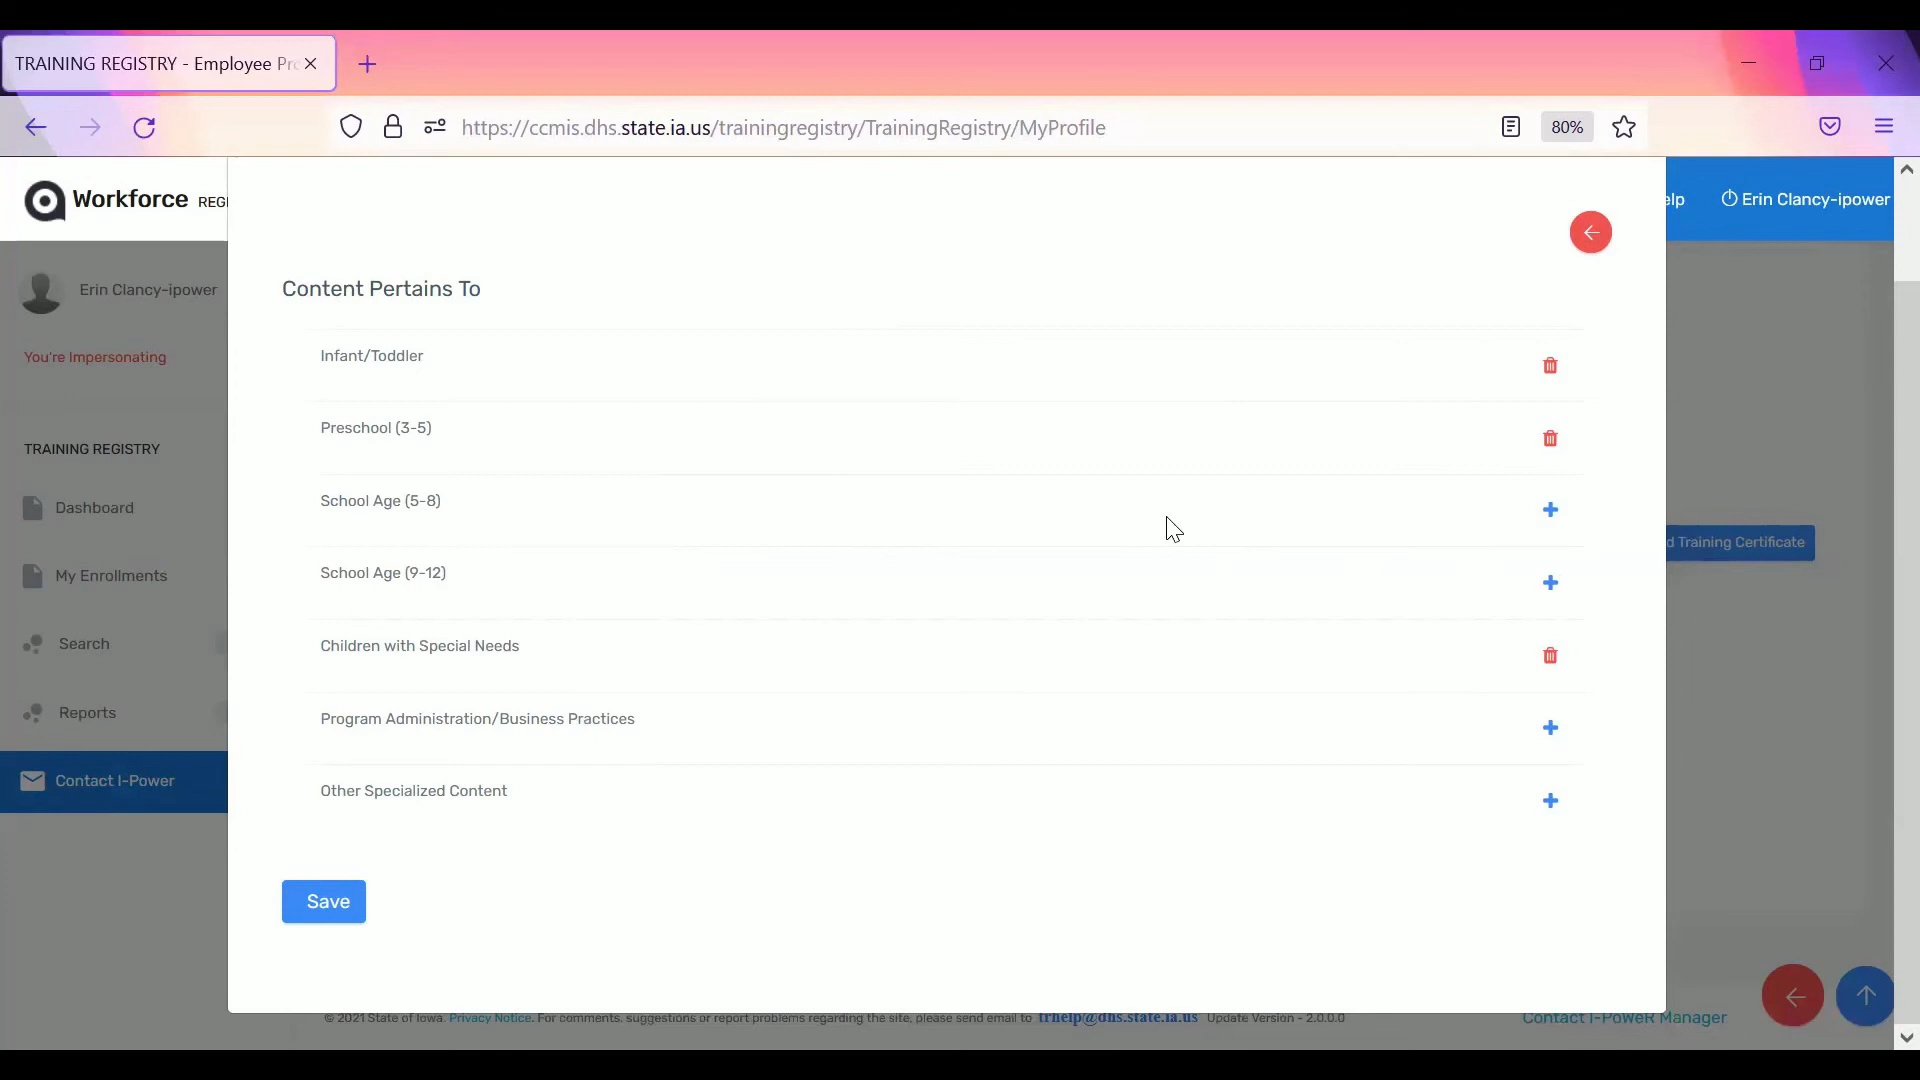 TRAINING REGISTRY - Employee Pr
https://ccmis.dhs.state.ia.us/trainingregistry/TrainingRegistry/MyProfile
80%
Workforce REGI
elp
Erin Clancy-ipower
Erin Clancy-ipower
You're Impersonating
TRAINING REGISTRY
Dashboard
My Enrollments
Search
Reports
Contact I-Power
Content Pertains To
Infant/Toddler
Preschool (3-5)
School Age (5-8)
School Age (9-12)
Children with Special Needs
Program Administration/Business Practices
Other Specialized Content
Save
d Training Certificate
© 2021 State of Iowa. Privacy Notice. For comments, suggestions or report problems regarding the site, please send email to trhelp@dhs.state.ia.us Update Version - 2.0.0.0
Contact I-PoWeR Manager